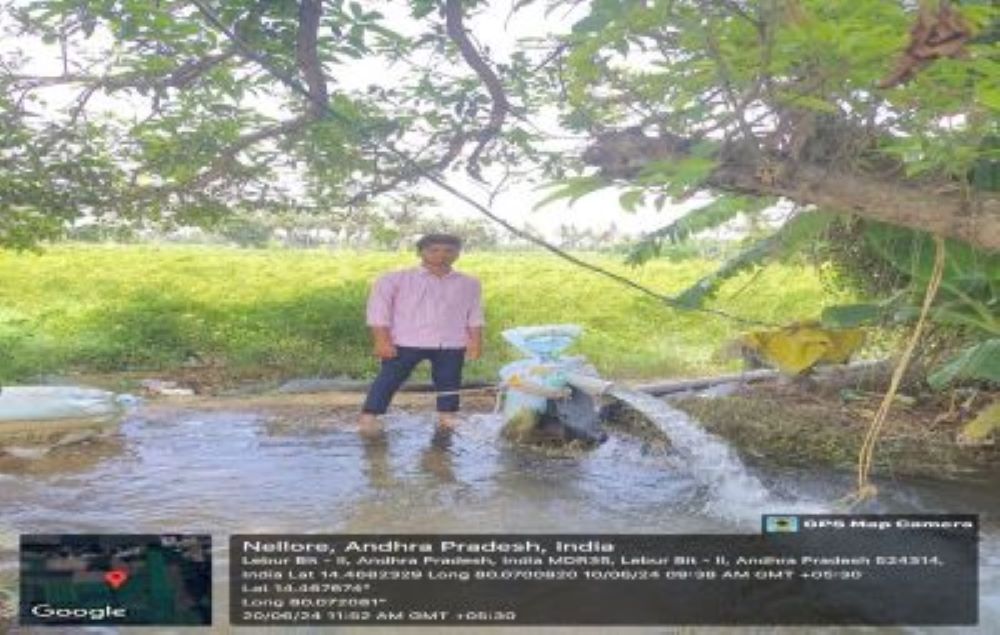 GPS Map Camera
Nellore, Andhra Pradesh, India
Lebur Bit - II, Andhra Pradesh, India MDR35, Lebur Bit - II, Andhra Pradesh 524314,
India Lat 14.4682329 Long 80.0700820 10/06/24 09:38 AM GMT +05:30
Lat 14.467674°
Long 80.072081°
20/06/24 11:52 AM GMT +05:30
Google